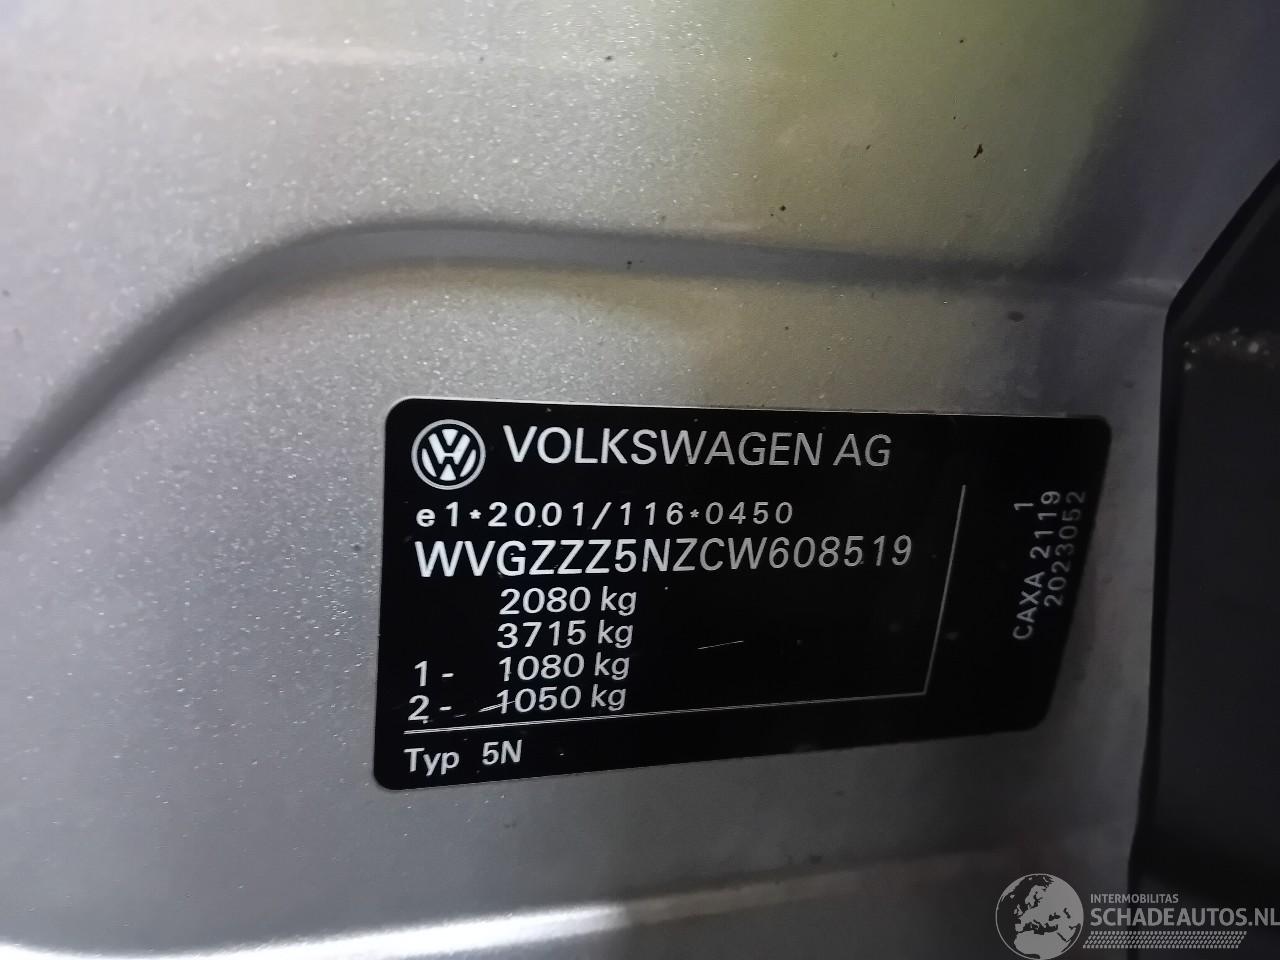 VOLKSWAGEN AG
e1*2001/116*0450
WVGZZZ5NZCW608519
2080 kg
3715 kg
1- 1080 kg
2- 1050 kg
Typ 5N
1
CAXA 2119
2023052
INTERMOBILITAS
SCHADEAUTOS.NL